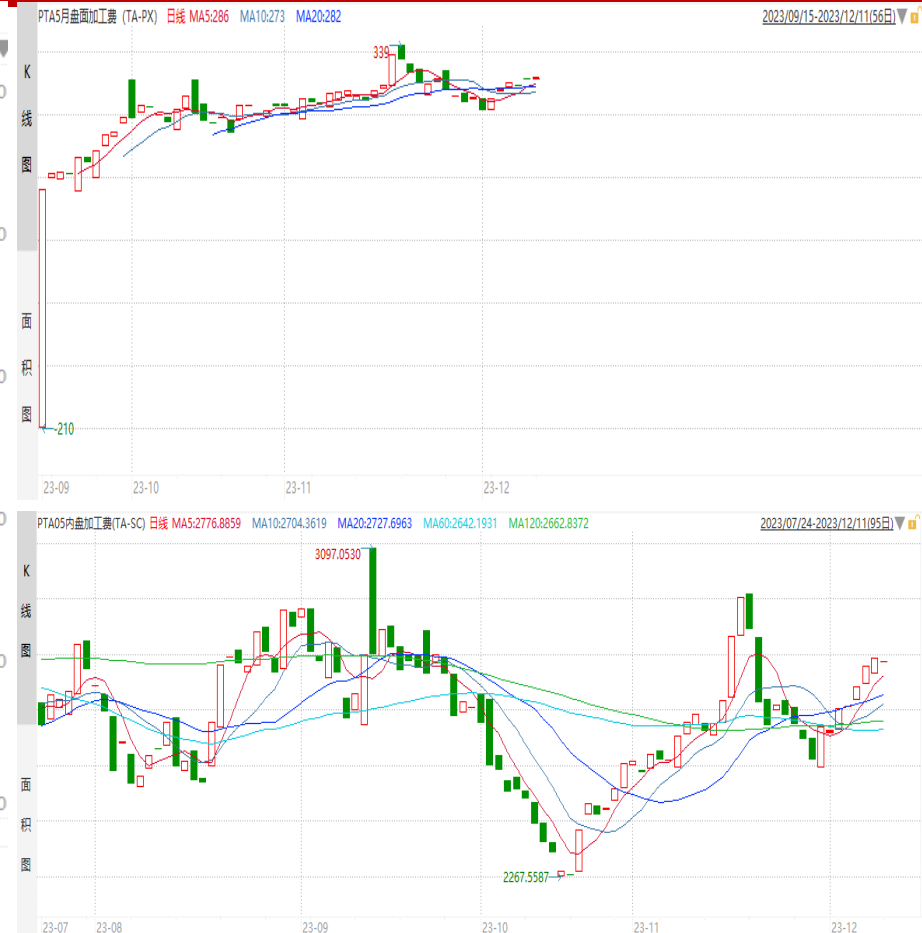 PTA5月盘面加工费 (TA-PX) 日线 MA5:286 MA10:273 MA20:282 2023/09/15-2023/12/11(56日)
K
线
图
面
积
图
339
-210
23-09 23-10 23-11 23-12
PTA05内盘加工费(TA-SC) 日线 MA5:2776.8859 MA10:2704.3619 MA20:2727.6963 MA60:2642.1931 MA120:2662.8372 2023/07/24-2023/12/11(95日)
K
线
图
面
积
图
3097.0530
2267.5587
23-07 23-08 23-09 23-10 23-11 23-12